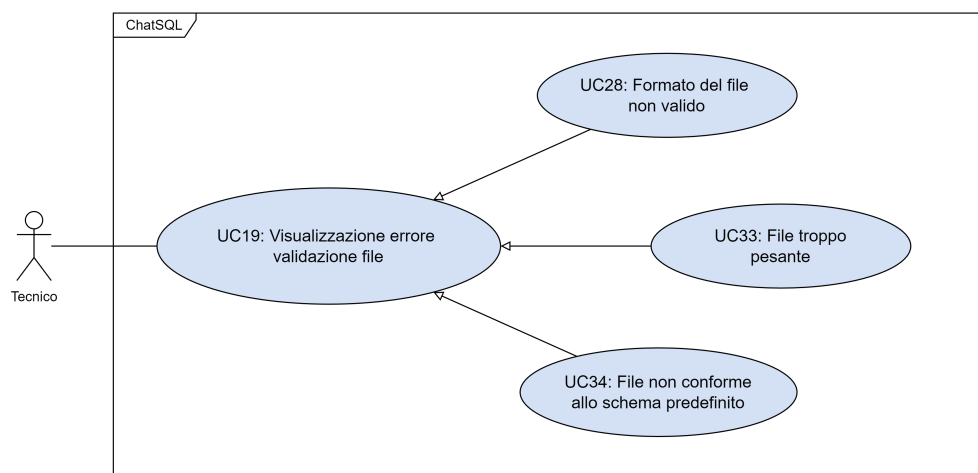 ChatSQL
UC28: Formato del file
non valido
UC19: Visualizzazione errore
validazione file
UC33: File troppo
pesante
Tecnico
UC34: File non conforme
allo schema predefinito